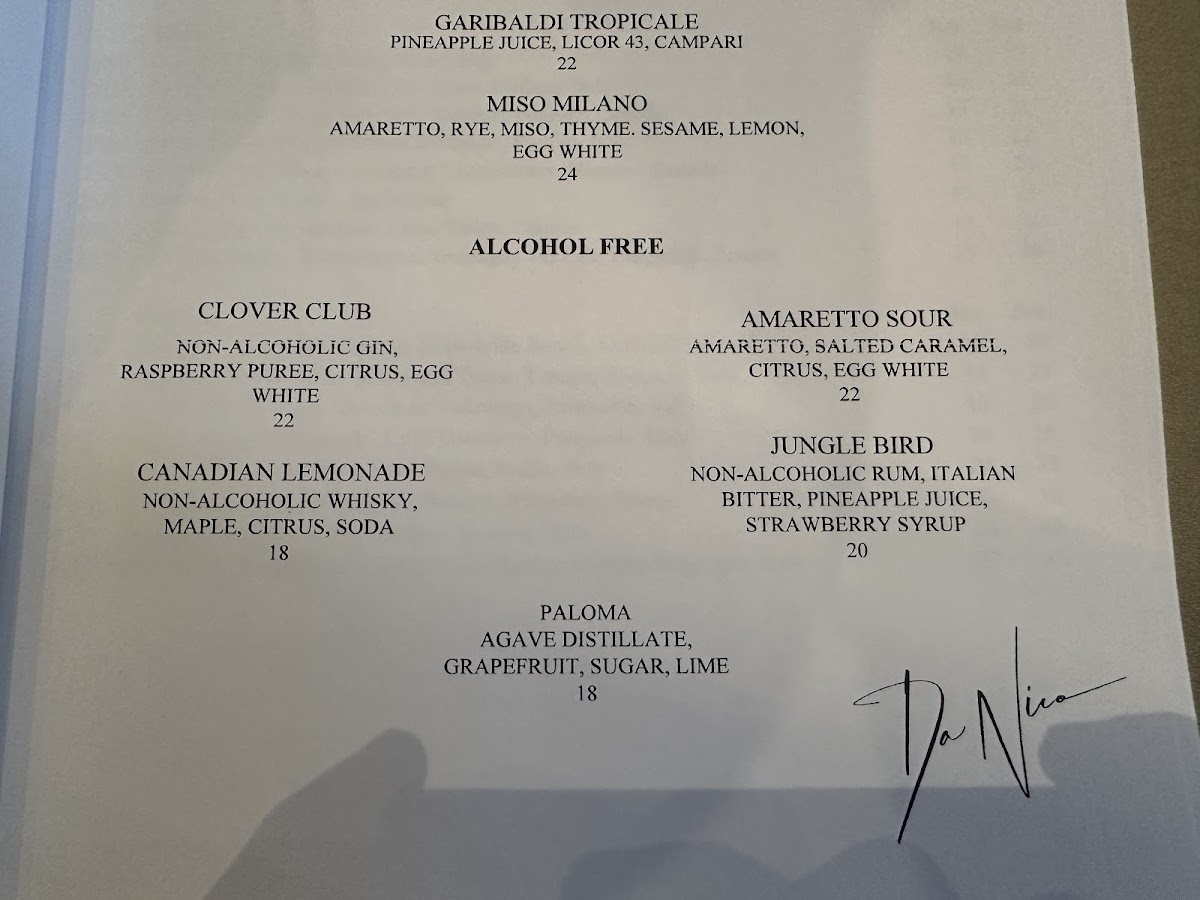 GARIBALDI TROPICALE
PINEAPPLE JUICE, LICOR 43, CAMPARI
22
MISO MILANO
AMARETTO, RYE, MISO, THYME. SESAME, LEMON,
EGG WHITE
24
ALCOHOL FREE
CLOVER CLUB
NON-ALCOHOLIC GIN,
RASPBERRY PUREE, CITRUS, EGG
WHITE
22
CANADIAN LEMONADE
NON-ALCOHOLIC WHISKY,
MAPLE, CITRUS, SODA
18
AMARETTO SOUR
AMARETTO, SALTED CARAMEL,
CITRUS, EGG WHITE
22
JUNGLE BIRD
NON-ALCOHOLIC RUM, ITALIAN
BITTER, PINEAPPLE JUICE,
STRAWBERRY SYRUP
20
PALOMA
AGAVE DISTILLATE,
GRAPEFRUIT, SUGAR, LIME
18
Da Nico